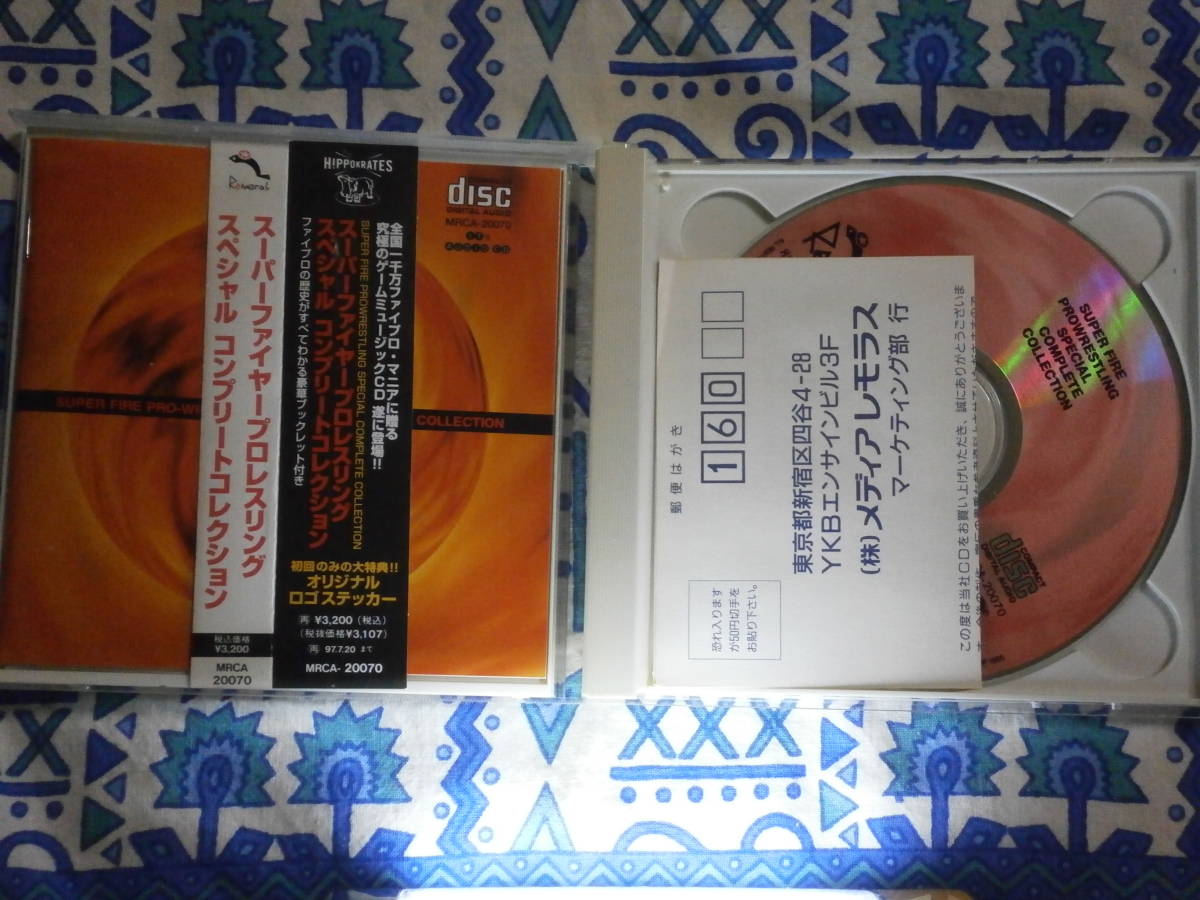 Remoras
スーパーファイヤープロレスリング
スペシャル コンプリートコレクション
税込価格
¥3,200
MRCA
20070
HIPPOKRATES
全国一千万ファイプロ・マニアに贈る
究極のゲームミュージックCD 遂に登場!!
SUPER FIRE PROWRESTLING SPECIAL COMPLETE COLLECTION
スーパーファイヤープロレスリング
スペシャル コンプリートコレクション
ファイプロの歴史がすべてわかる豪華ブックレット付き
初回のみの大特典!!
オリジナル
ロゴステッカー
再 ¥3,200(税込)
(税抜価格¥3,107)
再 97.7.20 まで
MRCA- 20070
disc
DIGITAL AUDIO
MRCA-20070
SUPER FIRE PRO-WR
COLLECTION
郵便はがき
160
東京都新宿区四谷4-28
YKBエンサインビル3F
(株)メディアレモラス
マーケティング部 行
恐れ入ります
が50円切手を
お貼り下さい。
この度は当社CDをお買い上げいただき、誠にありがとうございま
SUPER FIRE
PROWRESTLING
SPECIAL
COMPLETE
COLLECTION
COMPACT
disc
DIGITAL AUDIO
20070